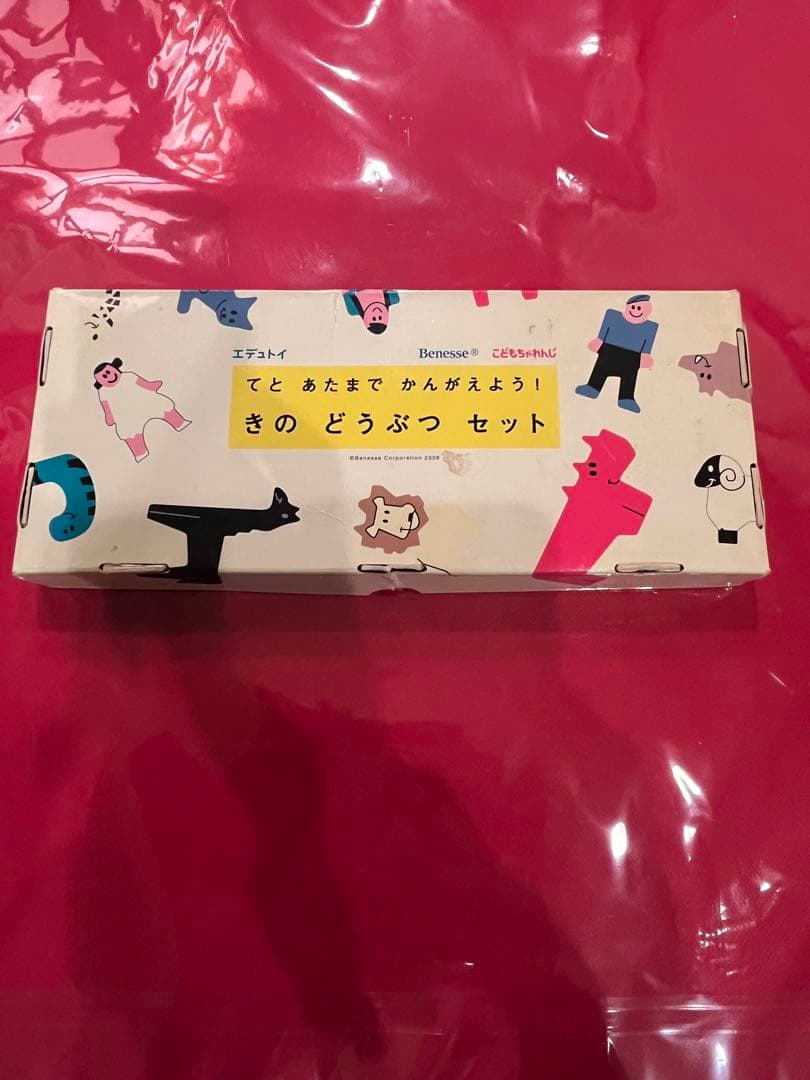 エデュトイ Benesse® こどもちゃれんじ
てと あたまで かんがえよう！
きの どうぶつ セット
©Benesse Corporation 2006